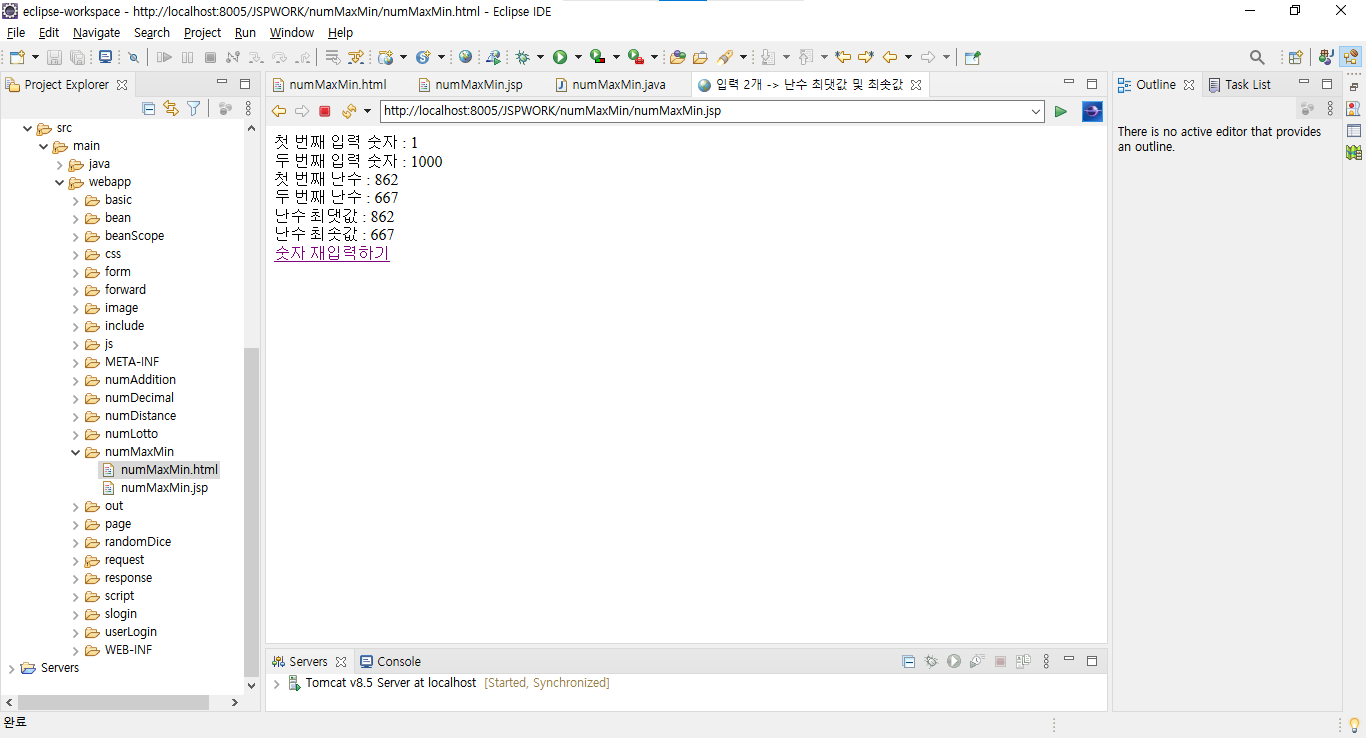 eclipse-workspace - http://localhost:8005/JSPWORK/numMaxMin/numMaxMin.html - Eclipse IDE
File Edit Navigate Search Project Run Window Help
Project Explorer
src
main
java
webapp
basic
bean
beanScope
css
form
forward
image
include
js
META-INF
numAddition
numDecimal
numDistance
numLotto
numMaxMin
numMaxMin.html
numMaxMin.jsp
out
page
randomDice
request
response
script
slogin
userLogin
WEB-INF
Servers
numMaxMin.html numMaxMin.jsp numMaxMin.java 입력 2개 -> 난수 최댓값 및 최솟값
http://localhost:8005/JSPWORK/numMaxMin/numMaxMin.jsp
첫 번째 입력 숫자 : 1
두 번째 입력 숫자 : 1000
첫 번째 난수 : 862
두 번째 난수 : 667
난수 최댓값 : 862
난수 최솟값 : 667
숫자 재입력하기
Servers Console
Tomcat v8.5 Server at localhost [Started, Synchronized]
Outline Task List
There is no active editor that provides
an outline.
완료